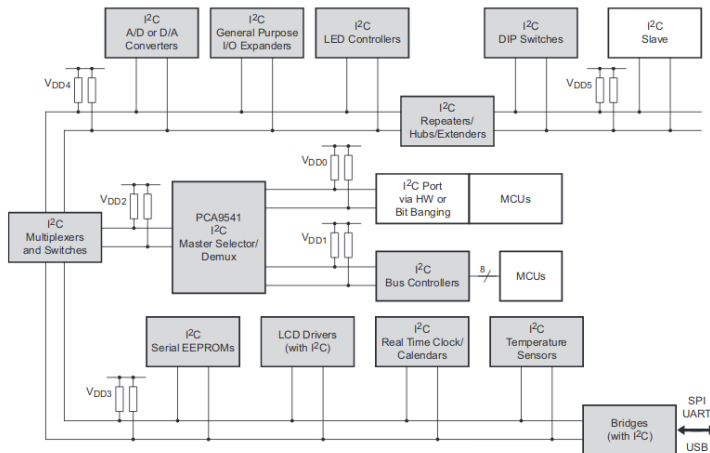 I²C
A/D or D/A
Converters
I²C
General Purpose
I/O Expanders
I²C
LED Controllers
I²C
DIP Switches
I²C
Slave
VDD4
VDD5
I²C
Repeaters/
Hubs/Extenders
VDD0
VDD2
I²C Port
via HW or
Bit Banging
MCUs
PCA9541
I²C
Master Selector/
Demux
I²C
Multiplexers
and Switches
VDD1
I²C
Bus Controllers
8
MCUs
I²C
Serial EEPROMs
LCD Drivers
(with I²C)
I²C
Real Time Clock/
Calendars
I²C
Temperature
Sensors
VDD3
Bridges
(with I²C)
SPI
UART
USB